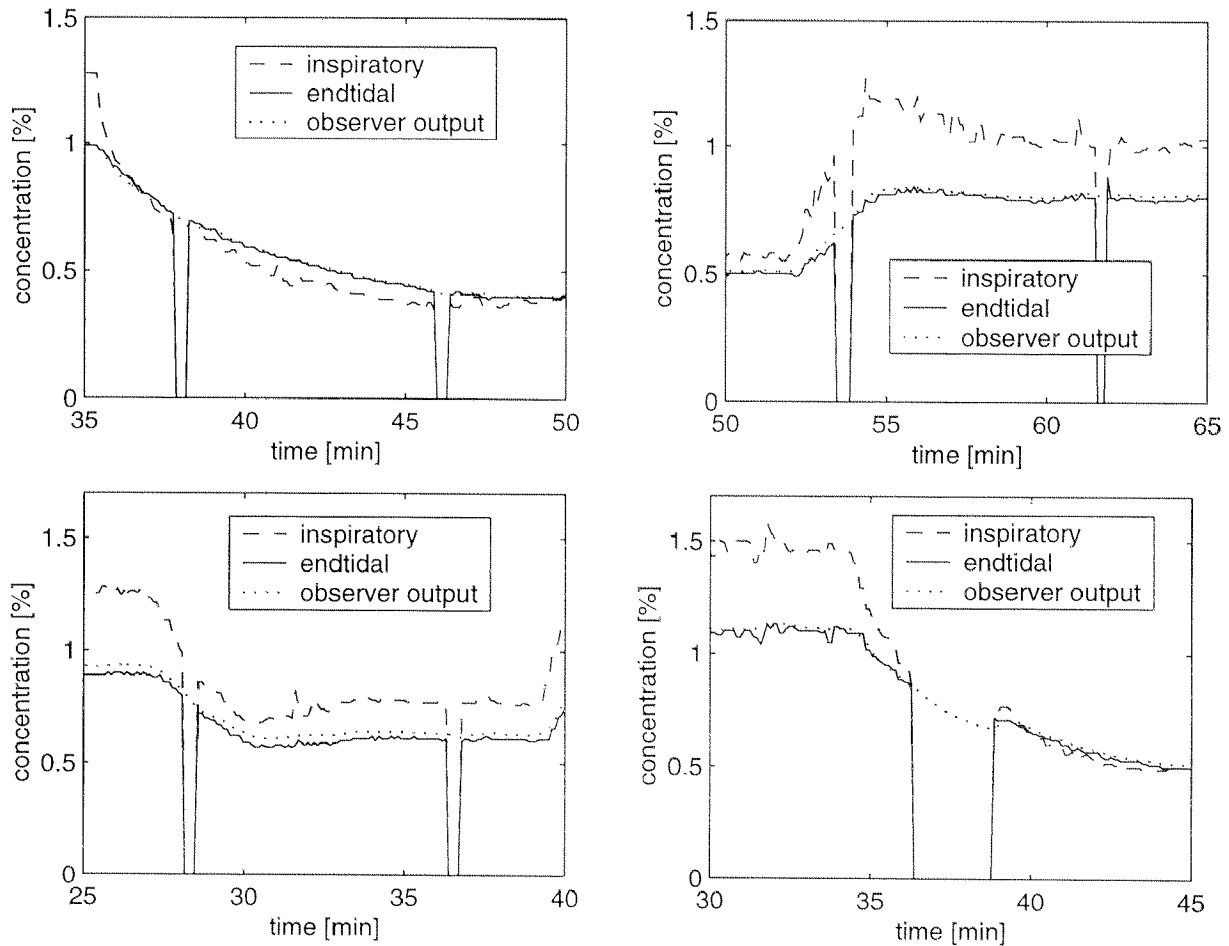 1.5
1
0.5
0
concentration [%]
inspiratory
endtidal
observer output
35
40
45
50
time [min]
1.5
1
0.5
0
concentration [%]
inspiratory
endtidal
observer output
50
55
60
65
time [min]
1.5
1
0.5
0
concentration [%]
inspiratory
endtidal
observer output
25
30
35
40
time [min]
1.5
1
0.5
0
concentration [%]
inspiratory
endtidal
observer output
30
35
40
45
time [min]